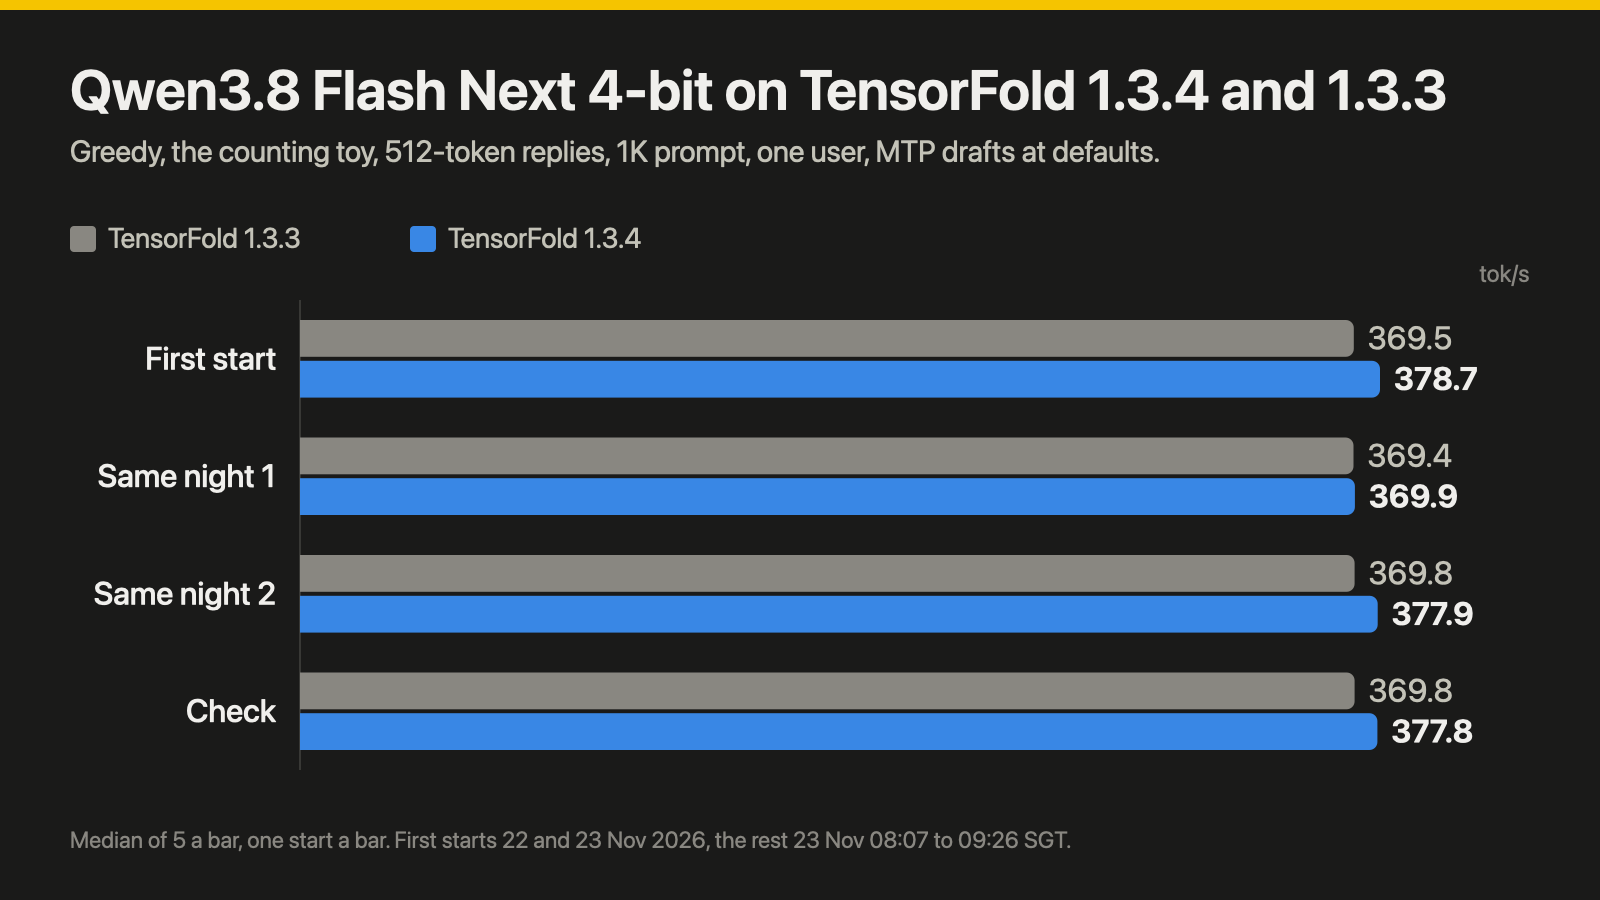 Qwen3.8 Flash Next 4-bit on TensorFold 1.3.4 and 1.3.3
Greedy, the counting toy, 512-token replies, 1K prompt, one user, MTP drafts at defaults.
TensorFold 1.3.3
TensorFold 1.3.4
tok/s
First start
369.5
378.7
Same night 1
369.4
369.9
Same night 2
369.8
377.9
Check
369.8
377.8
Median of 5 a bar, one start a bar. First starts 22 and 23 Nov 2026, the rest 23 Nov 08:07 to 09:26 SGT.